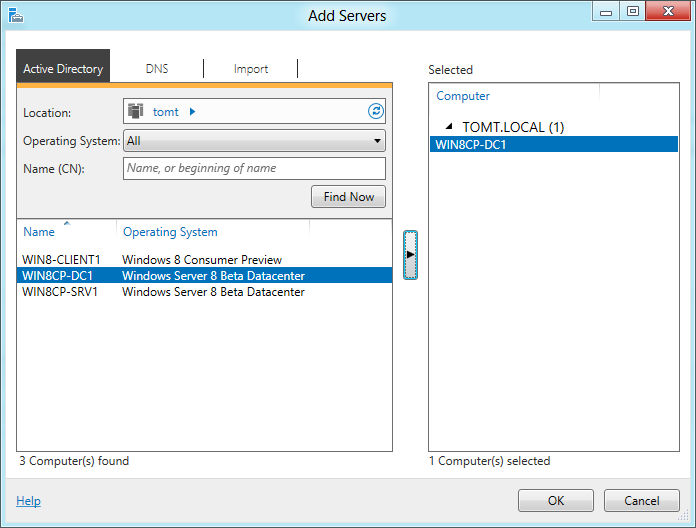 Add Servers
Active Directory DNS Import
Location: tomt
Operating System: All
Name (CN): Name, or beginning of name
Find Now
Name Operating System
WIN8-CLIENT1 Windows 8 Consumer Preview
WIN8CP-DC1 Windows Server 8 Beta Datacenter
WIN8CP-SRV1 Windows Server 8 Beta Datacenter
3 Computer(s) found
Selected
Computer
TOMT.LOCAL (1)
WIN8CP-DC1
1 Computer(s) selected
Help
OK Cancel